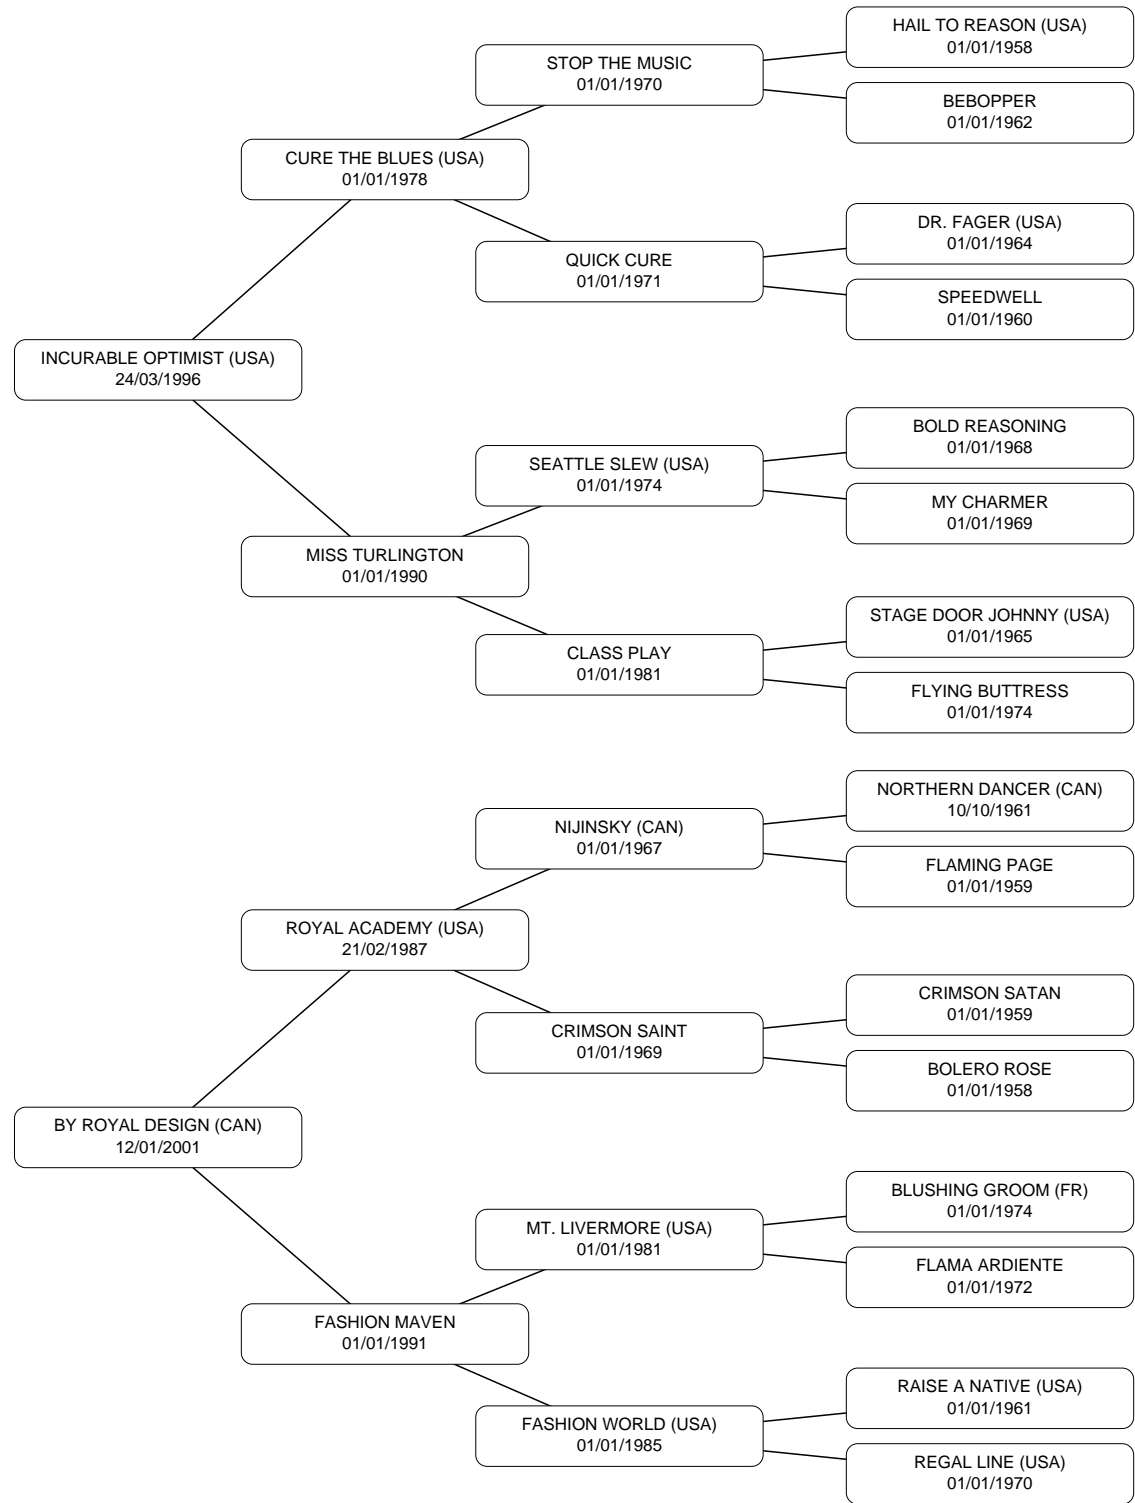 HAIL TO REASON (USA)
01/01/1958
STOP THE MUSIC
01/01/1970
BEBOPPER
01/01/1962
CURE THE BLUES (USA)
01/01/1978
DR. FAGER (USA)
01/01/1964
QUICK CURE
01/01/1971
SPEEDWELL
01/01/1960
INCURABLE OPTIMIST (USA)
24/03/1996
BOLD REASONING
01/01/1968
SEATTLE SLEW (USA)
01/01/1974
MY CHARMER
01/01/1969
MISS TURLINGTON
01/01/1990
STAGE DOOR JOHNNY (USA)
01/01/1965
CLASS PLAY
01/01/1981
FLYING BUTTRESS
01/01/1974
NORTHERN DANCER (CAN)
10/10/1961
NIJINSKY (CAN)
01/01/1967
FLAMING PAGE
01/01/1959
ROYAL ACADEMY (USA)
21/02/1987
CRIMSON SATAN
01/01/1959
CRIMSON SAINT
01/01/1969
BOLERO ROSE
01/01/1958
BY ROYAL DESIGN (CAN)
12/01/2001
BLUSHING GROOM (FR)
01/01/1974
MT. LIVERMORE (USA)
01/01/1981
FLAMA ARDIENTE
01/01/1972
FASHION MAVEN
01/01/1991
RAISE A NATIVE (USA)
01/01/1961
FASHION WORLD (USA)
01/01/1985
REGAL LINE (USA)
01/01/1970